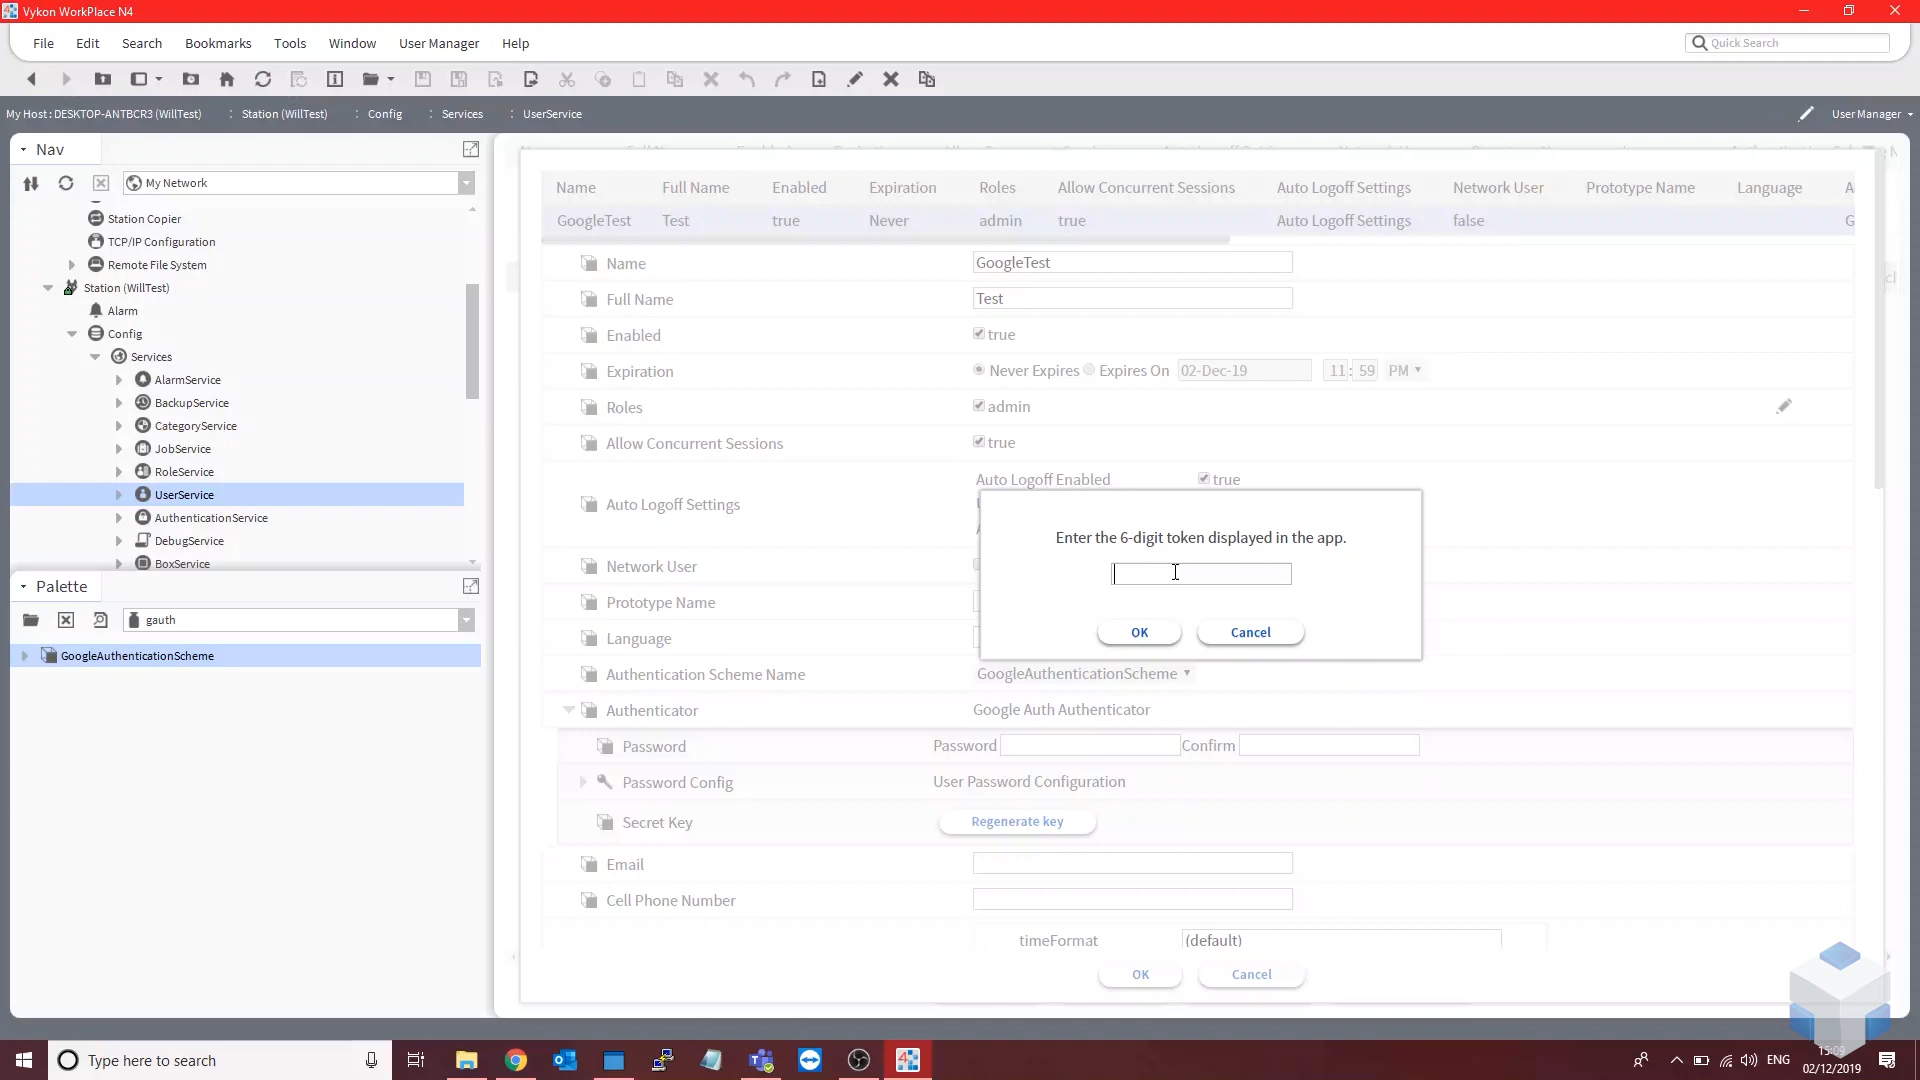 Vykon WorkPlace N4
File Edit Search Bookmarks Tools Window User Manager Help
Quick Search
My Host : DESKTOP-ANTBCR3 (WillTest) : Station (WillTest) : Config : Services : UserService
User Manager
Nav
My Network
Station Copier
TCP/IP Configuration
Remote File System
Station (WillTest)
Alarm
Config
Services
AlarmService
BackupService
CategoryService
JobService
RoleService
UserService
AuthenticationService
DebugService
BoxService
Palette
gauth
GoogleAuthenticationScheme
Name Full Name Enabled Expiration Roles Allow Concurrent Sessions Auto Logoff Settings Network User Prototype Name Language A
GoogleTest Test true Never admin true Auto Logoff Settings false G
Name GoogleTest
Full Name Test
Enabled true
Expiration Never Expires Expires On 02-Dec-19 11 : 59 PM
Roles admin
Allow Concurrent Sessions true
Auto Logoff Enabled true
Auto Logoff Settings
Network User
Prototype Name
Language
Enter the 6-digit token displayed in the app.
OK Cancel
Authentication Scheme Name GoogleAuthenticationScheme
Authenticator Google Auth Authenticator
Password Password Confirm
Password Config User Password Configuration
Secret Key Regenerate key
Email
Cell Phone Number
timeFormat (default)
OK Cancel
Type here to search
ENG
15:09
02/12/2019